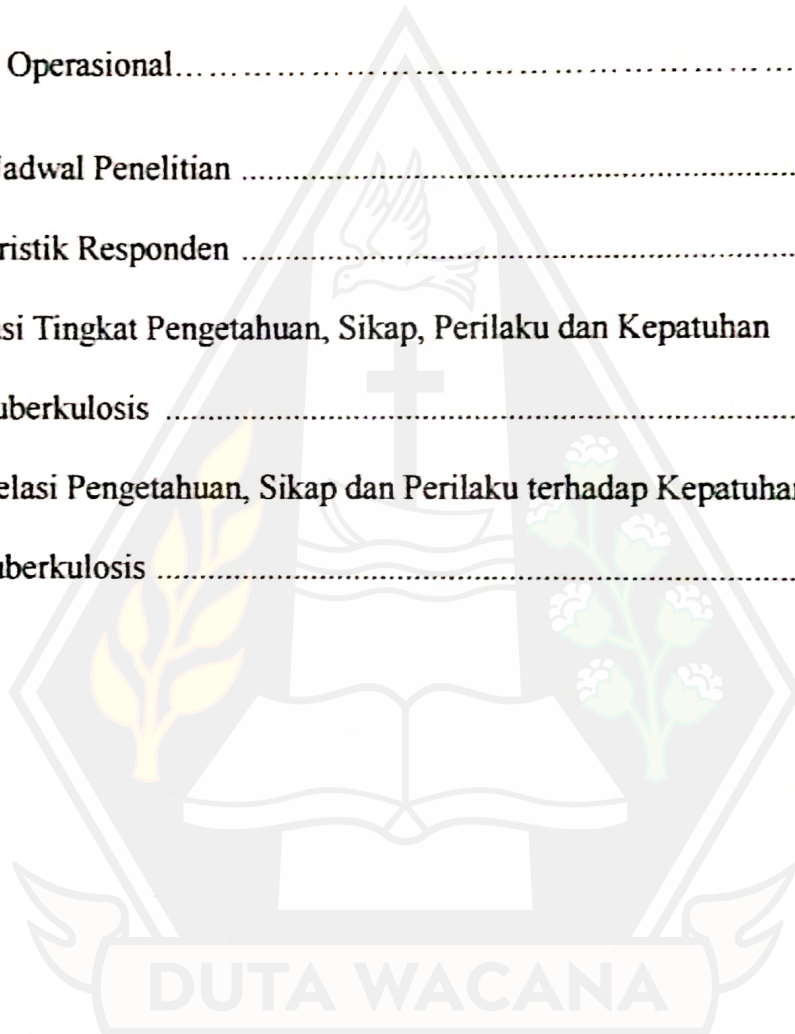 Operasional......................................................
Jadwal Penelitian ......................................................
ristik Responden ......................................................
si Tingkat Pengetahuan, Sikap, Perilaku dan Kepatuhan
uberkulosis ......................................................
elasi Pengetahuan, Sikap dan Perilaku terhadap Kepatuhan
uberkulosis ......................................................
DUTA WACANA